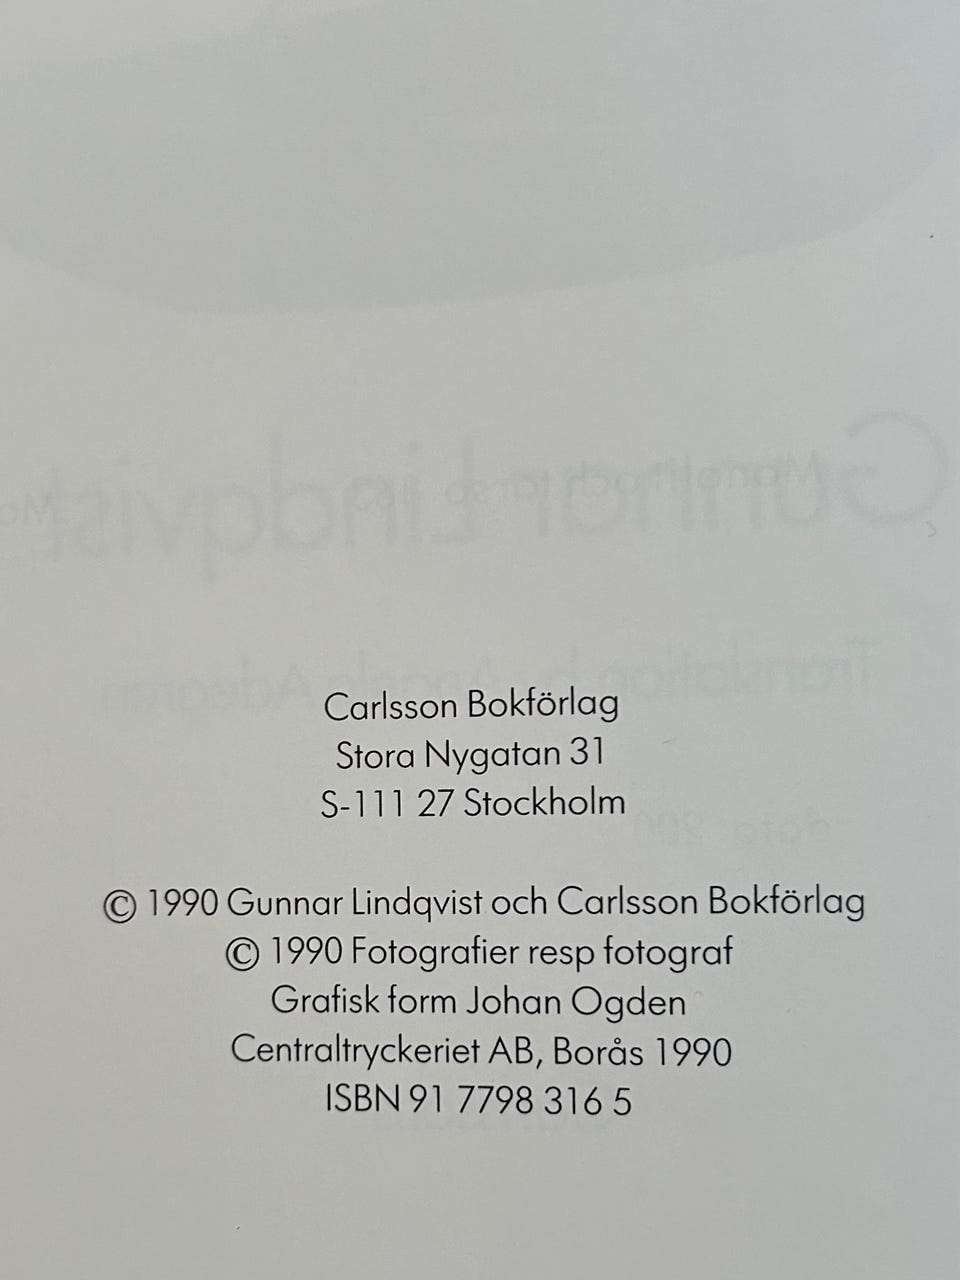 Carlsson Bokförlag
Stora Nygatan 31
S-111 27 Stockholm
© 1990 Gunnar Lindqvist och Carlsson Bokförlag
© 1990 Fotografier resp fotograf
Grafisk form Johan Ogden
Centraltryckeriet AB, Borås 1990
ISBN 91 7798 316 5